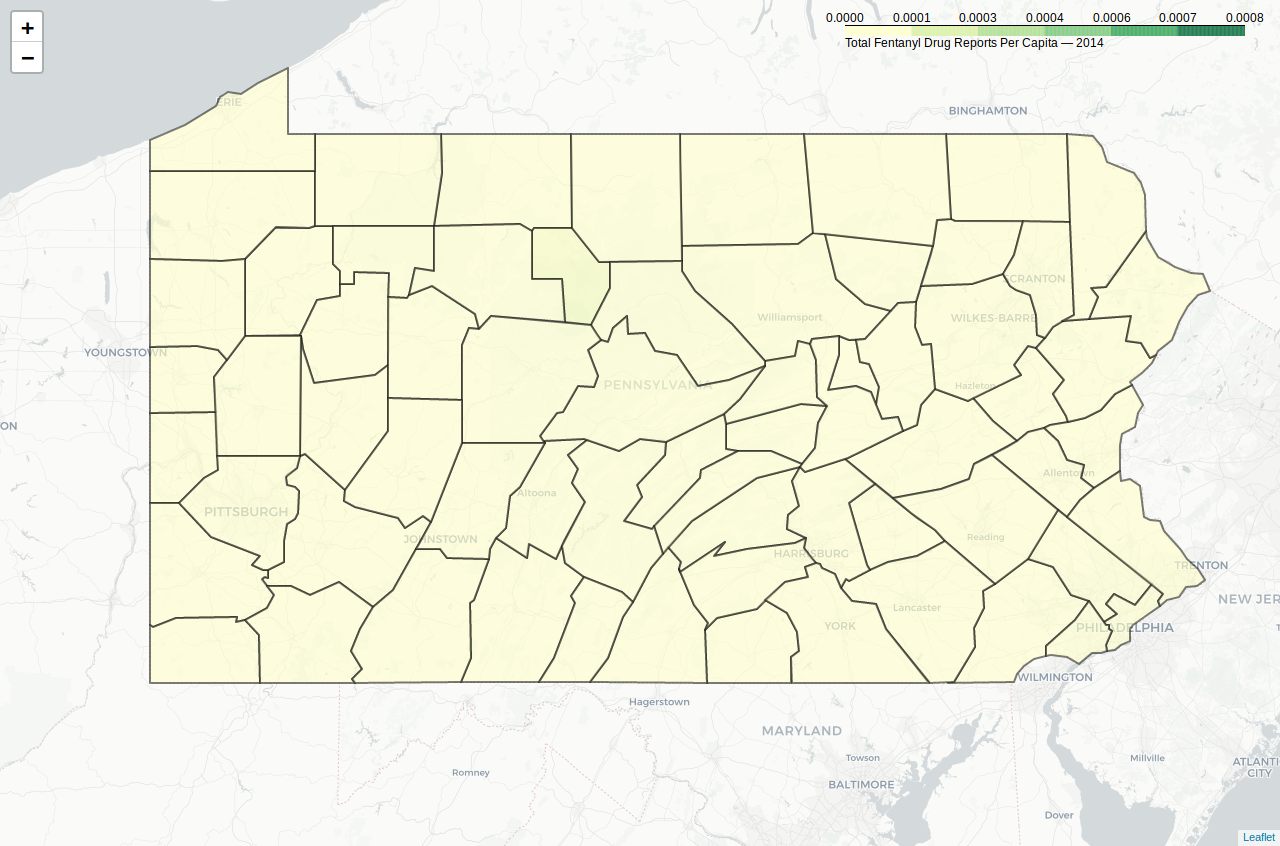 +
−
0.0000 0.0001 0.0003 0.0004 0.0006 0.0007 0.0008
Total Fentanyl Drug Reports Per Capita — 2014
ERIE
BINGHAMTON
SCRANTON
Williamsport
WILKES-BARRE
YOUNGSTOWN
PENNSYLVANIA
Hazleton
ON
Allentown
Altoona
PITTSBURGH
JOHNSTOWN
Reading
HARRISBURG
TRENTON
NEW JER
Lancaster
YORK
PHILADELPHIA
T
WILMINGTON
Hagerstown
MARYLAND
Towson
Millville
ATLANTI
CITY
Romney
BALTIMORE
Dover
Leaflet